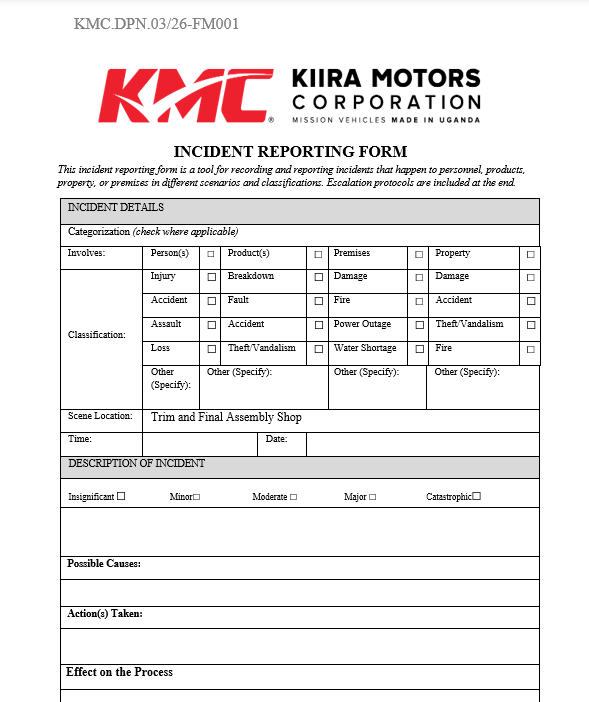 KMC.DPN.03/26-FM001
KMC ® KIIRA MOTORS
CORPORATION
MISSION VEHICLES MADE IN UGANDA
INCIDENT REPORTING FORM
This incident reporting form is a tool for recording and reporting incidents that happen to personnel, products,
property, or premises in different scenarios and classifications. Escalation protocols are included at the end.
INCIDENT DETAILS
Categorization (check where applicable)
Involves: Person(s) ☐ Product(s) ☐ Premises ☐ Property ☐
Classification:
Injury ☐ Breakdown ☐ Damage ☐ Damage ☐
Accident ☐ Fault ☐ Fire ☐ Accident ☐
Assault ☐ Accident ☐ Power Outage ☐ Theft/Vandalism ☐
Loss ☐ Theft/Vandalism ☐ Water Shortage ☐ Fire ☐
Other Other (Specify): Other (Specify): Other (Specify):
(Specify):
Scene Location: Trim and Final Assembly Shop
Time: Date:
DESCRIPTION OF INCIDENT
Insignificant ☐ Minor☐ Moderate ☐ Major ☐ Catastrophic☐
Possible Causes:
Action(s) Taken:
Effect on the Process